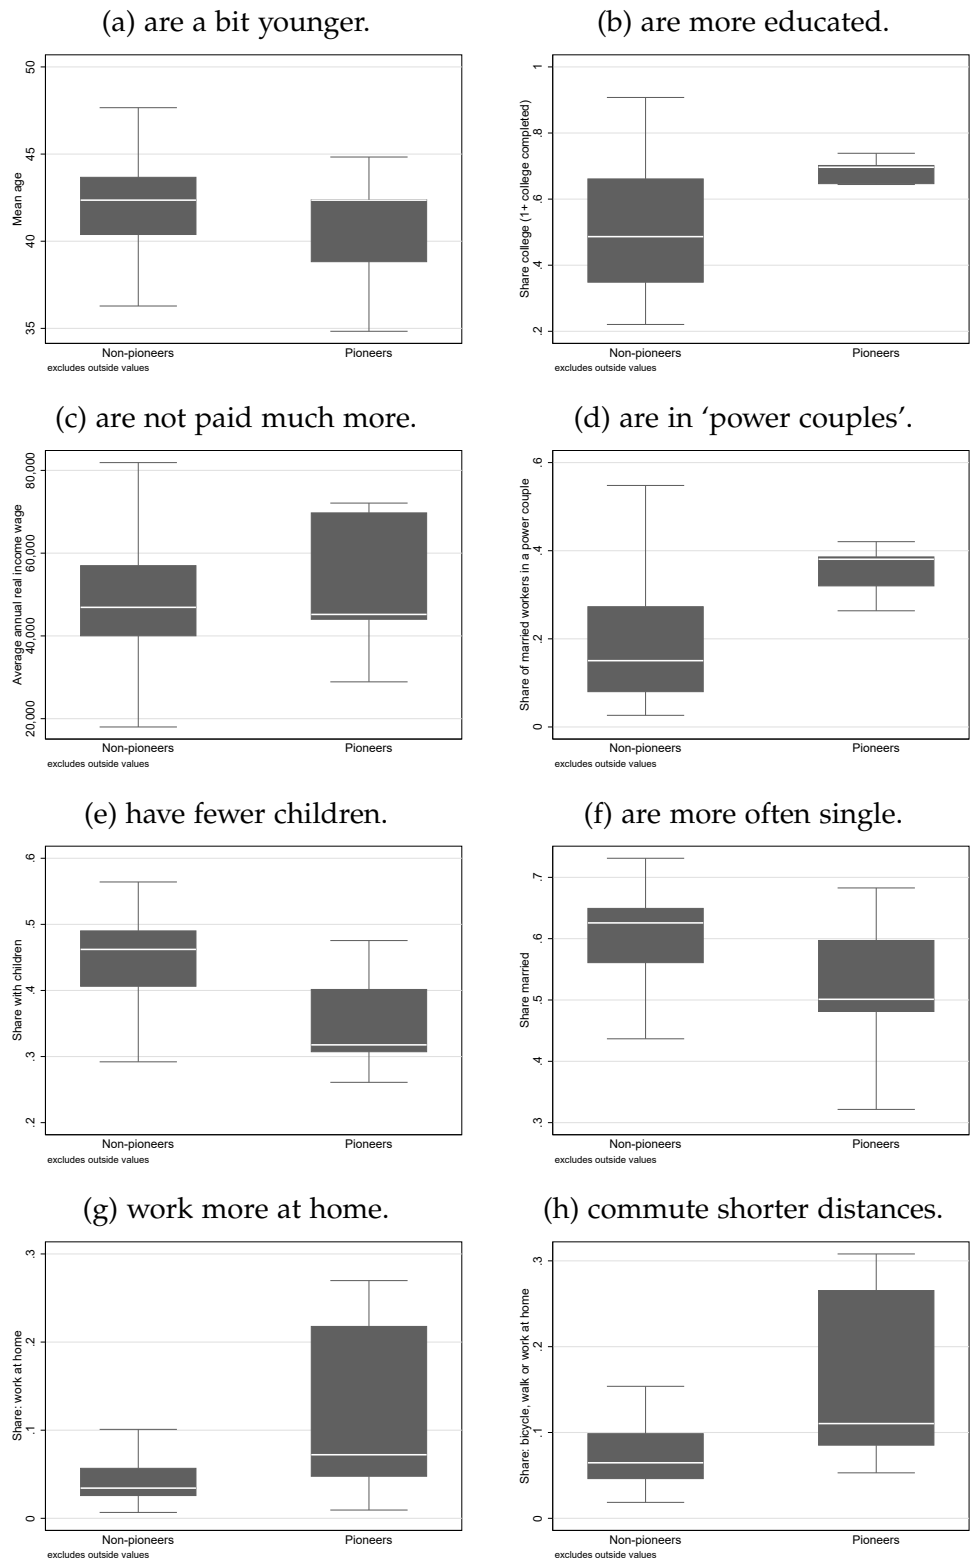 (a) are a bit younger.
50
45
40
35
Mean age
Non-pioneers
Pioneers
excludes outside values
(b) are more educated.
1
.8
.6
.4
.2
Share college (1+ college completed)
Non-pioneers
Pioneers
excludes outside values
(c) are not paid much more.
80,000
60,000
40,000
20,000
Average annual real income wage
Non-pioneers
Pioneers
excludes outside values
(d) are in ‘power couples’.
.6
.4
.2
0
Share of married workers in a power couple
Non-pioneers
Pioneers
excludes outside values
(e) have fewer children.
.6
.5
.4
.3
.2
Share with children
Non-pioneers
Pioneers
excludes outside values
(f) are more often single.
.7
.6
.5
.4
.3
Share married
Non-pioneers
Pioneers
excludes outside values
(g) work more at home.
.3
.2
.1
0
Share: work at home
Non-pioneers
Pioneers
excludes outside values
(h) commute shorter distances.
.3
.2
.1
0
Share: bicycle, walk or work at home
Non-pioneers
Pioneers
excludes outside values